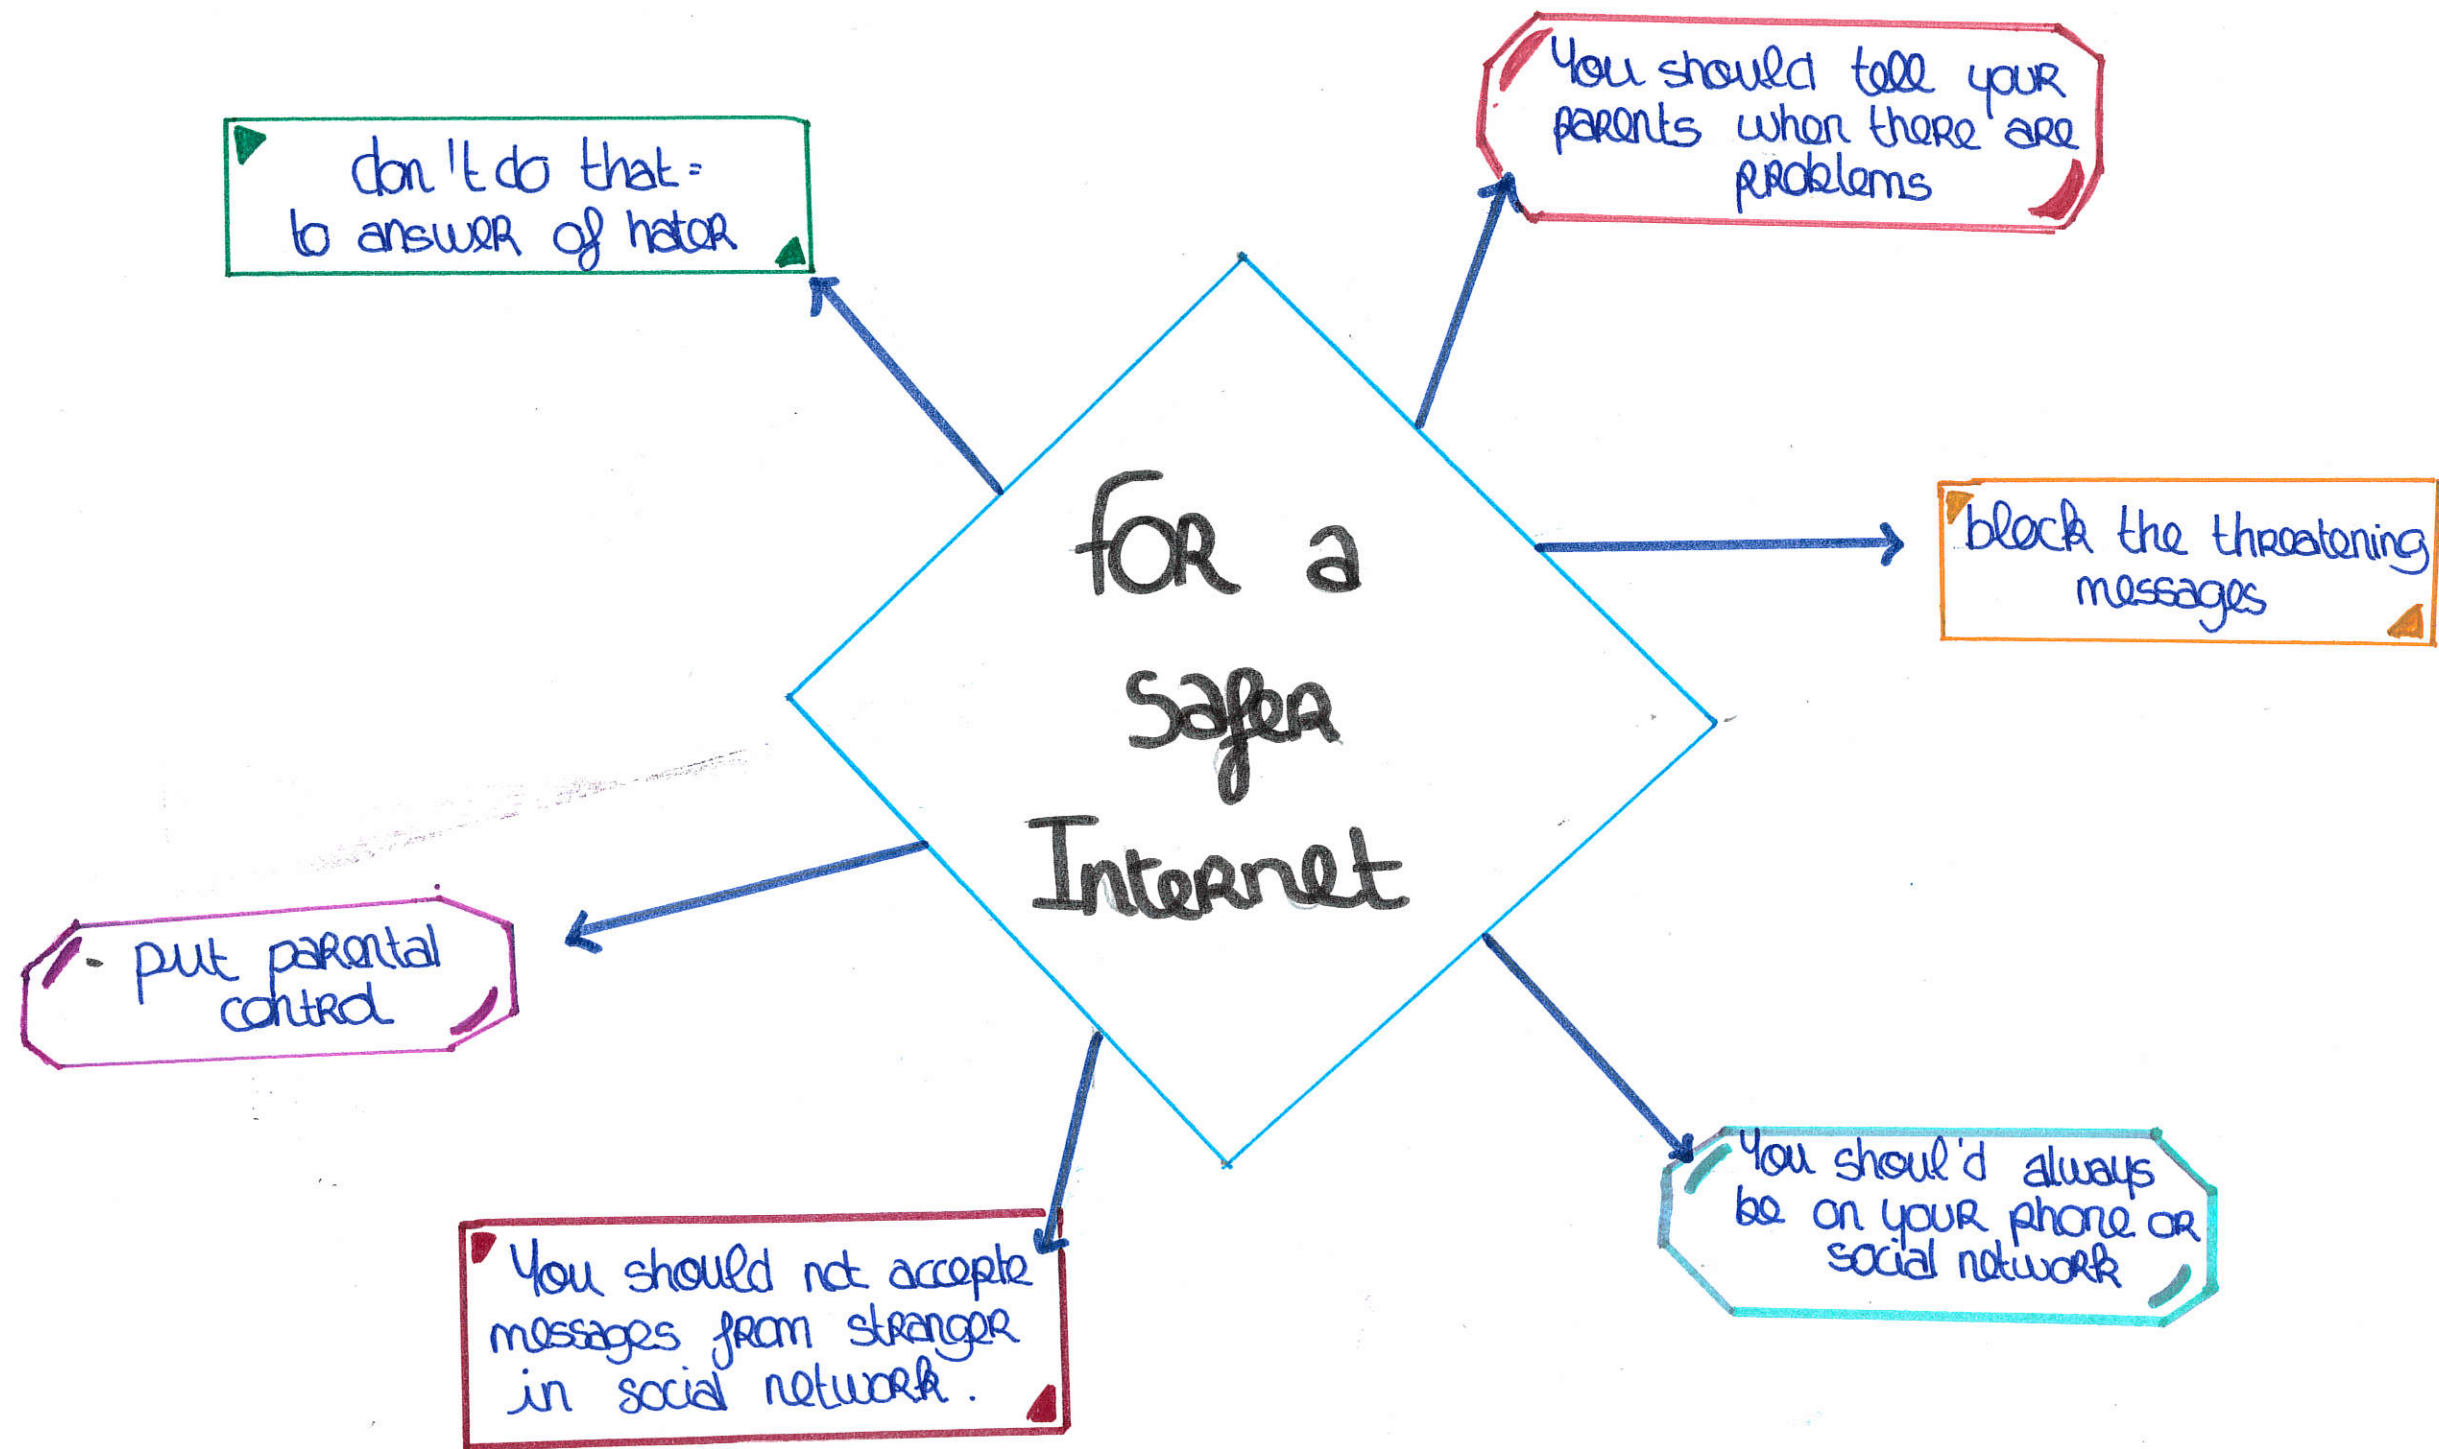 You should tell your
parents when there are
problems
don't do that =
to answer of hater
for a
safer
Internet
block the threatening
messages
- put parental
control
You should not accepte
messages from stranger
in social network.
You shoul'd always
be on your phone or
social network